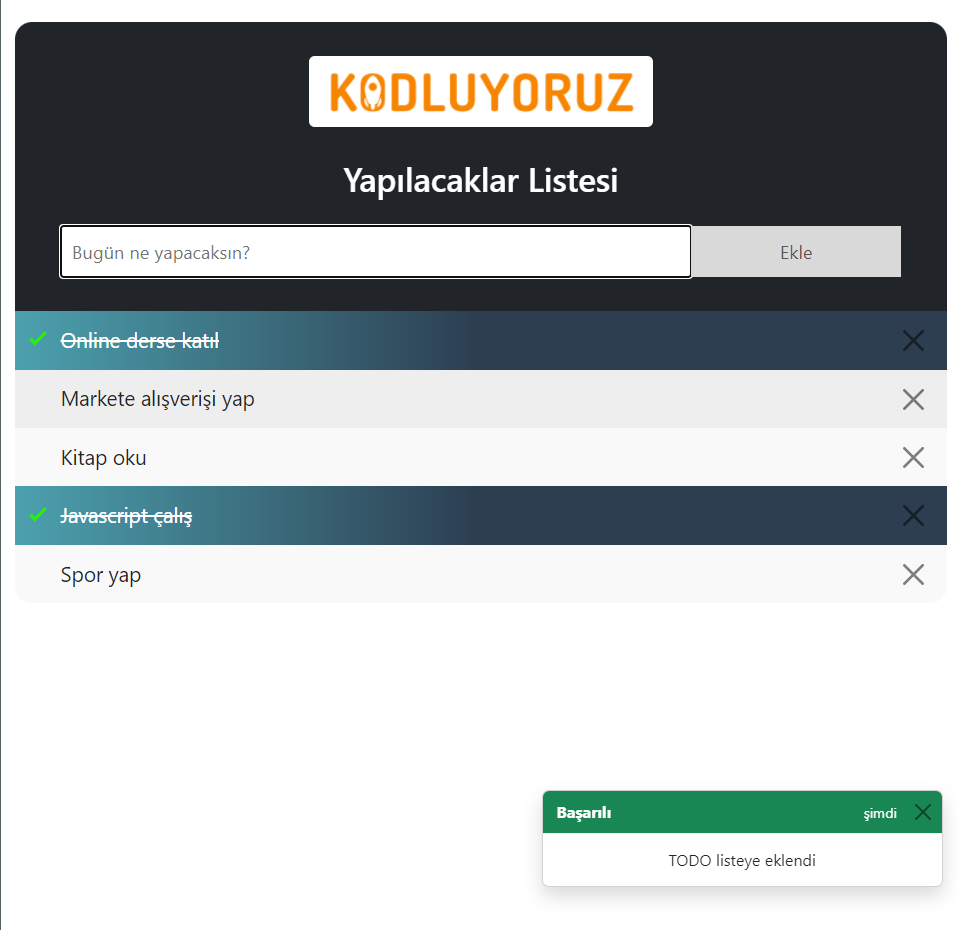 KODLUYORUZ
Yapılacaklar Listesi
Bugün ne yapacaksın? Ekle
Online derse katıl
Markete alışverişi yap
Kitap oku
Javascript çalış
Spor yap
Başarılı şimdi
TODO listeye eklendi